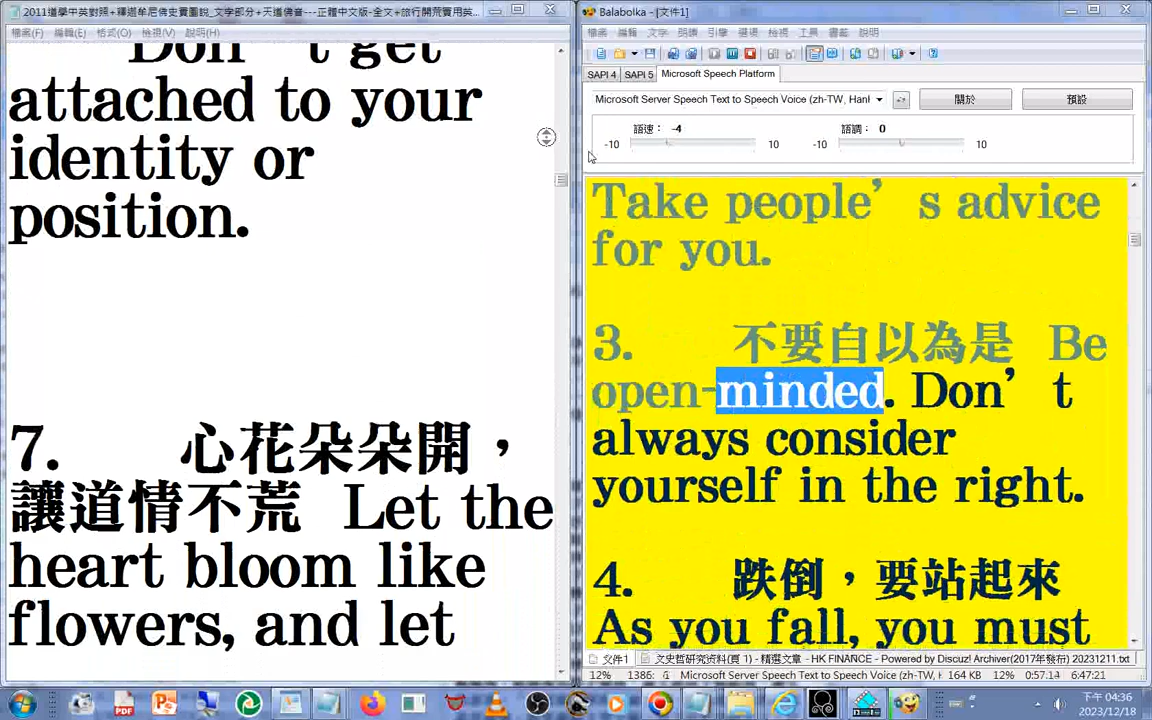 2011道學中英對照+釋迦牟尼佛史實圖說_文字部分+天道佛音---正體中文版-全文+旅行開荒實用英...
檔案(F) 編輯(E) 格式(O) 檢視(V) 說明(H)
Don’t get
attached to your
identity or
position.
7. 心花朵朵開，
讓道情不荒 Let the
heart bloom like
flowers, and let
Balabolka - [文件1]
檔案 編輯 文字 朗讀 引擎 選項 檢視 工具 書籤 說明
SAPI 4 SAPI 5 Microsoft Speech Platform
Microsoft Server Speech Text to Speech Voice (zh-TW, Hanl
關於 預設
語速： -4 語調： 0
-10 10 -10 10
Take people’s advice
for you.
3. 不要自以為是 Be
open-minded. Don’t
always consider
yourself in the right.
4. 跌倒，要站起來
As you fall, you must
文件1 文史哲研究资料(頁 1) - 精選文章 - HK FINANCE - Powered by Discuz! Archiver(2017年發布) 20231211.txt
12% 1386: Microsoft Server Speech Text to Speech Voice (zh-TW, H 164 KB 12% 0:57:14 6:47:21
下午 04:36
2023/12/18